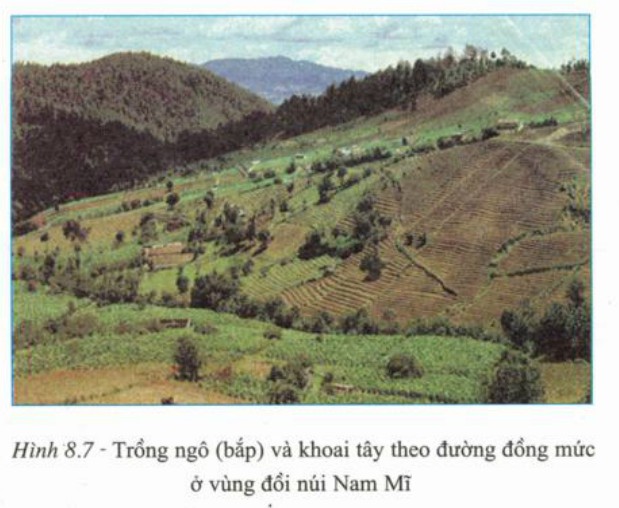 Hình 8.7 - Trồng ngô (bắp) và khoai tây theo đường đồng mức
ở vùng đồi núi Nam Mĩ